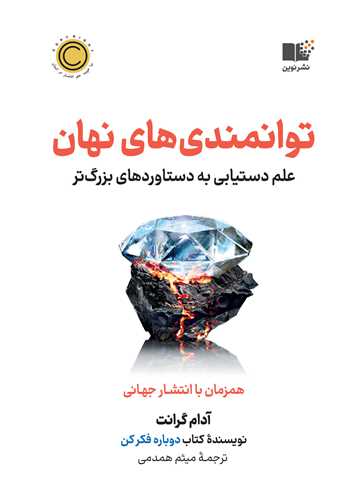 نشرنوین
توانمندی‌های نهان
علم دستیابی به دستاوردهای بزرگ‌تر
همزمان با انتشار جهانی
آدام گرانت
نویسندهٔ کتاب دوباره فکر کن
ترجمهٔ میثم همدمی